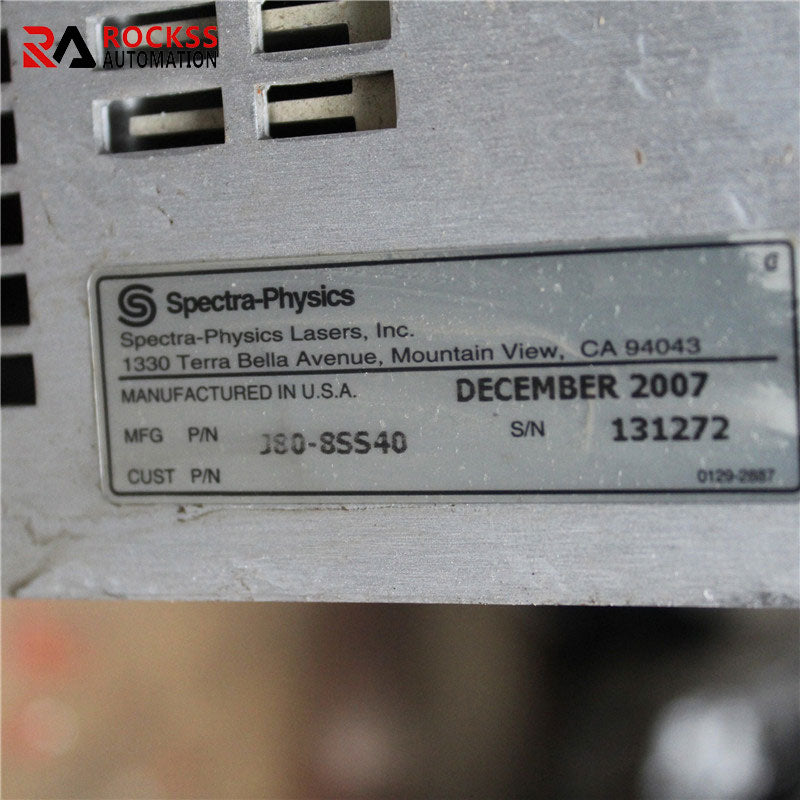 RA ROCKSS
AUTOMATION
Spectra-Physics
Spectra-Physics Lasers, Inc.
1330 Terra Bella Avenue, Mountain View, CA 94043
MANUFACTURED IN U.S.A. DECEMBER 2007
MFG P/N J80-8SS40 S/N 131272
CUST P/N 0129-2887